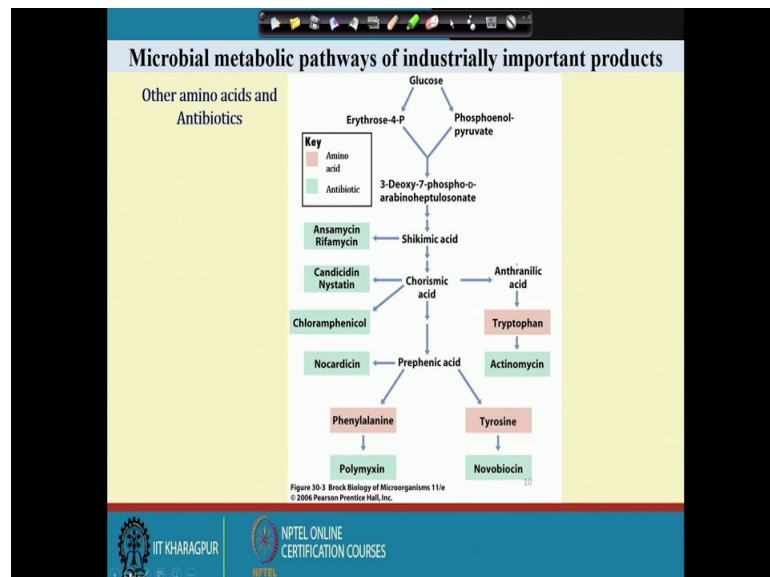 Microbial metabolic pathways of industrially important products
Other amino acids and
Antibiotics
Glucose
Erythrose-4-P
Phosphoenol-
pyruvate
Key
Amino
acid
Antibiotic
3-Deoxy-7-phospho-D-
arabinoheptulosonate
Ansamycin
Rifamycin
Shikimic acid
Candicidin
Nystatin
Chorismic
acid
Anthranilic
acid
Chloramphenicol
Tryptophan
Nocardicin
Prephenic acid
Actinomycin
Phenylalanine
Tyrosine
Polymyxin
Novobiocin
Figure 30-3 Brock Biology of Microorganisms 11/e
© 2006 Pearson Prentice Hall, Inc.
10
IIT KHARAGPUR
NPTEL ONLINE
CERTIFICATION COURSES
NPTEL